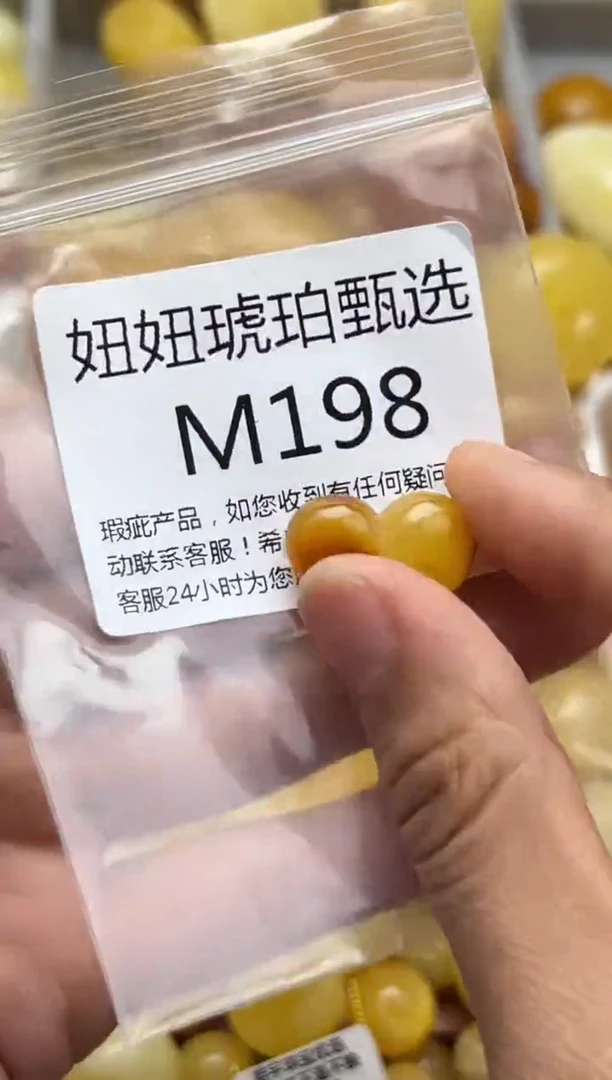 妞妞琥珀甄选
M198
瑕疵产品，如您收到有任何疑问
动联系客服！希
客服24小时为您